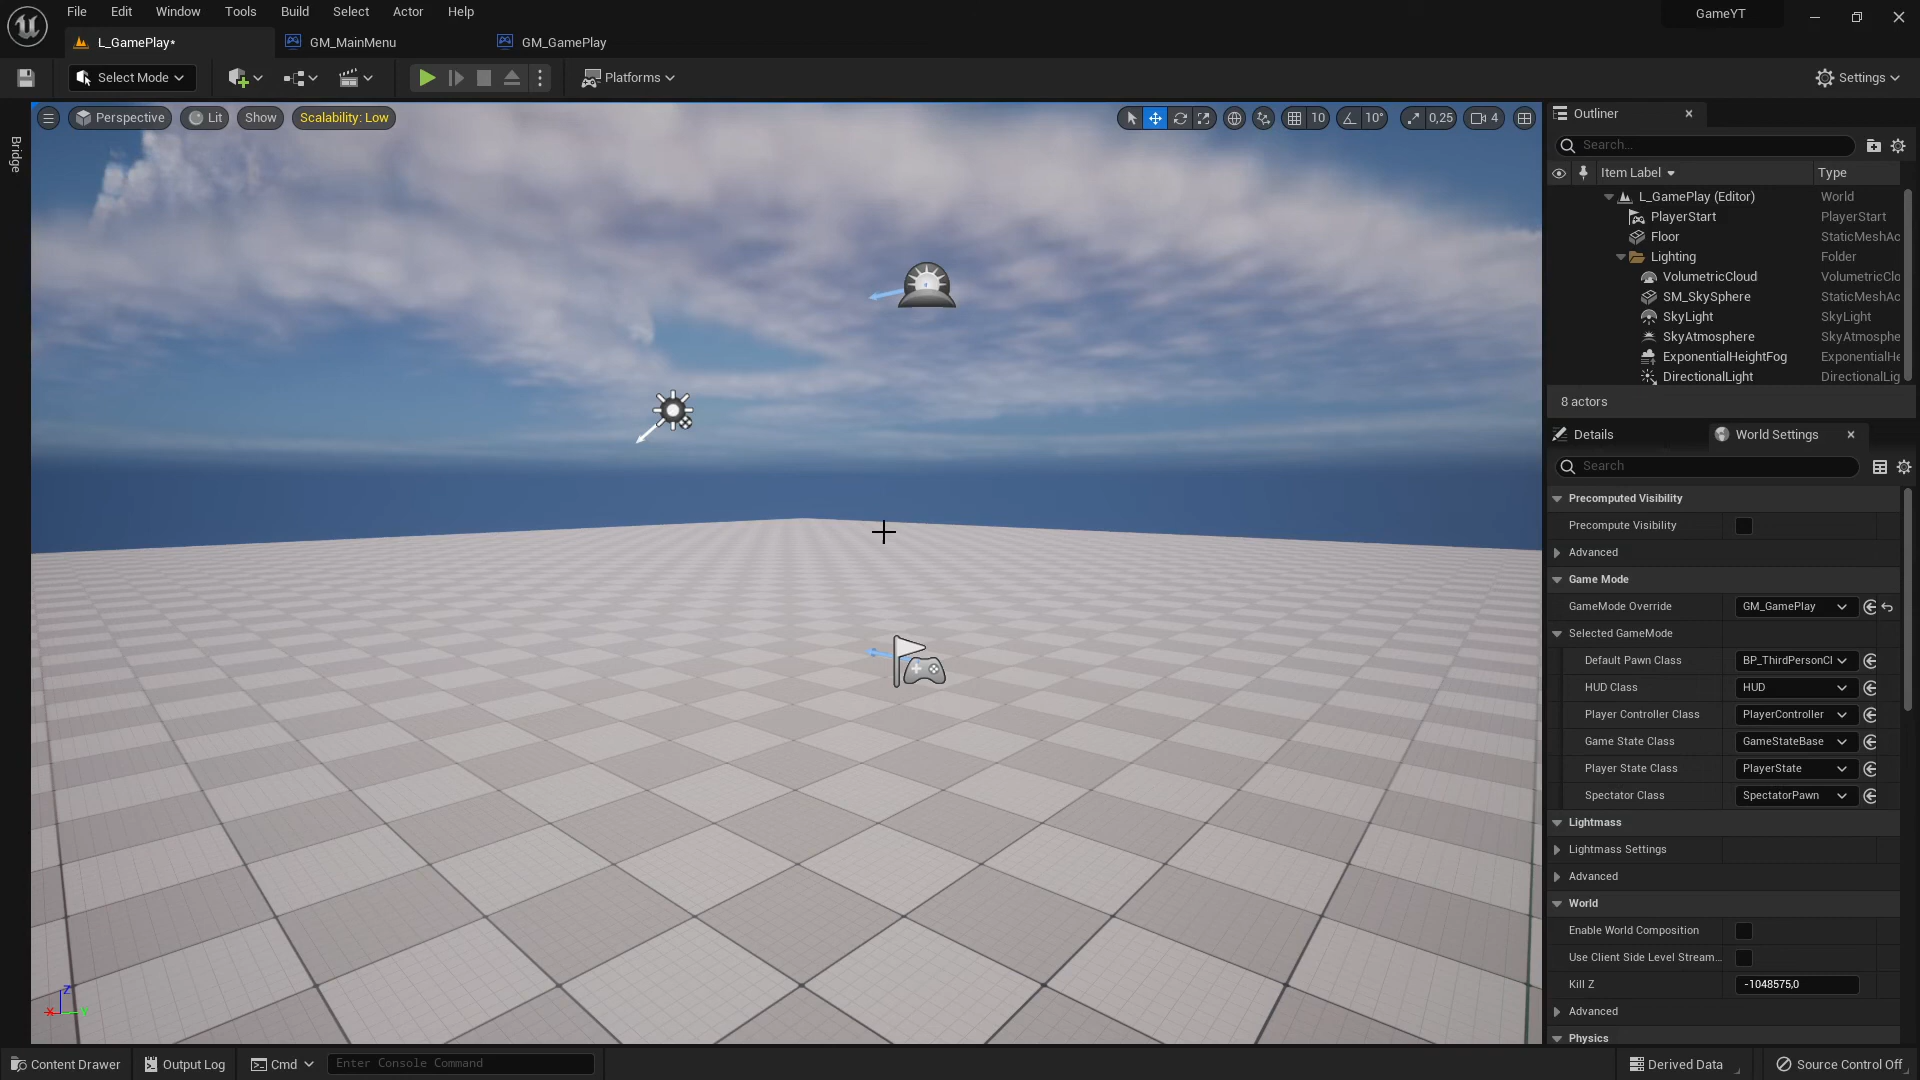 File Edit Window Tools Build Select Actor Help
GameYT
L_GamePlay*
GM_MainMenu
GM_GamePlay
Select Mode
Platforms
Settings
Bridge
Perspective
Lit
Show
Scalability: Low
10
10°
0,25
4
Outliner
Search...
Item Label
Type
L_GamePlay (Editor) World
PlayerStart PlayerStart
Floor StaticMeshAc
Lighting Folder
VolumetricCloud VolumetricClo
SM_SkySphere StaticMeshAc
SkyLight SkyLight
SkyAtmosphere SkyAtmosphe
ExponentialHeightFog ExponentialHe
DirectionalLight DirectionalLig
8 actors
Details
World Settings
Search
Precomputed Visibility
Precompute Visibility
Advanced
Game Mode
GameMode Override GM_GamePlay
Selected GameMode
Default Pawn Class BP_ThirdPersonCl
HUD Class HUD
Player Controller Class PlayerController
Game State Class GameStateBase
Player State Class PlayerState
Spectator Class SpectatorPawn
Lightmass
Lightmass Settings
Advanced
World
Enable World Composition
Use Client Side Level Stream...
Kill Z -1048575,0
Advanced
Physics
Z
X
Y
Content Drawer
Output Log
Cmd
Enter Console Command
Derived Data
Source Control Off